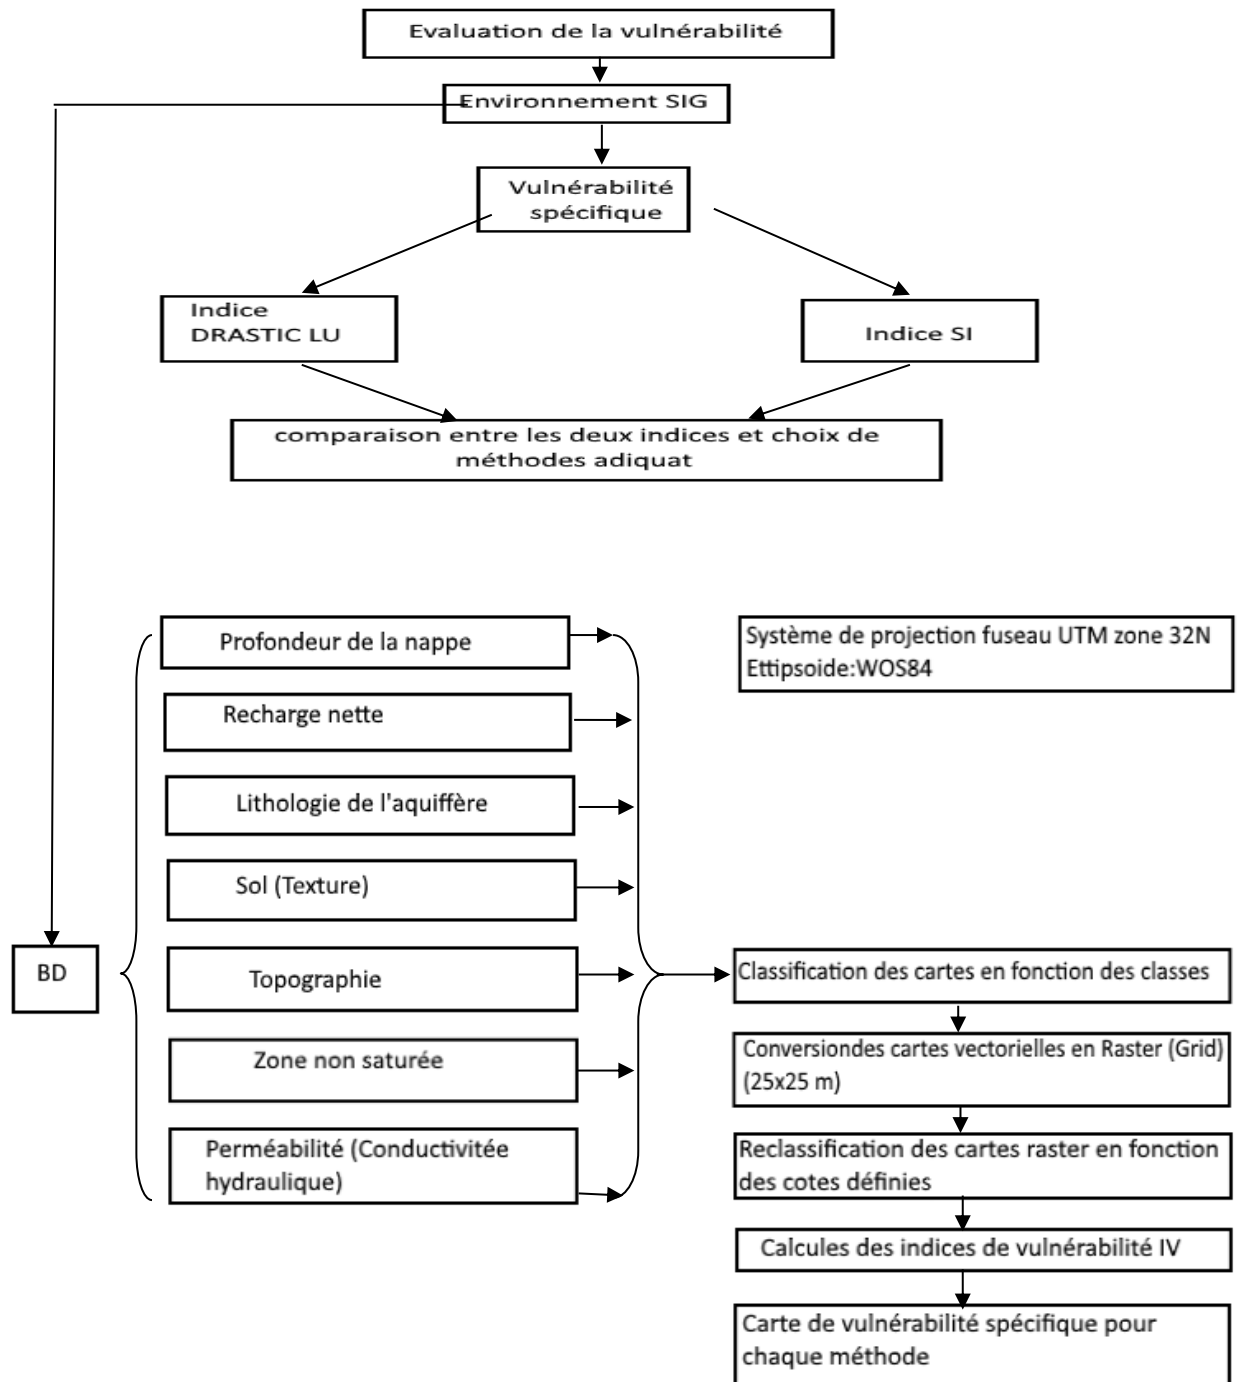 Evaluation de la vulnérabilité
Environnement SIG
Vulnérabilité
spécifique
Indice
DRASTIC LU
Indice SI
comparaison entre les deux indices et choix de
méthodes adiquat
Profondeur de la nappe
Système de projection fuseau UTM zone 32N
Ettipsoide:WOS84
Recharge nette
Lithologie de l'aquiffère
Sol (Texture)
BD
Topographie
Zone non saturée
Perméabilité (Conductivitée
hydraulique)
Classification des cartes en fonction des classes
Conversiondes cartes vectorielles en Raster (Grid)
(25x25 m)
Reclassification des cartes raster en fonction
des cotes définies
Calcules des indices de vulnérabilité IV
Carte de vulnérabilité spécifique pour
chaque méthode